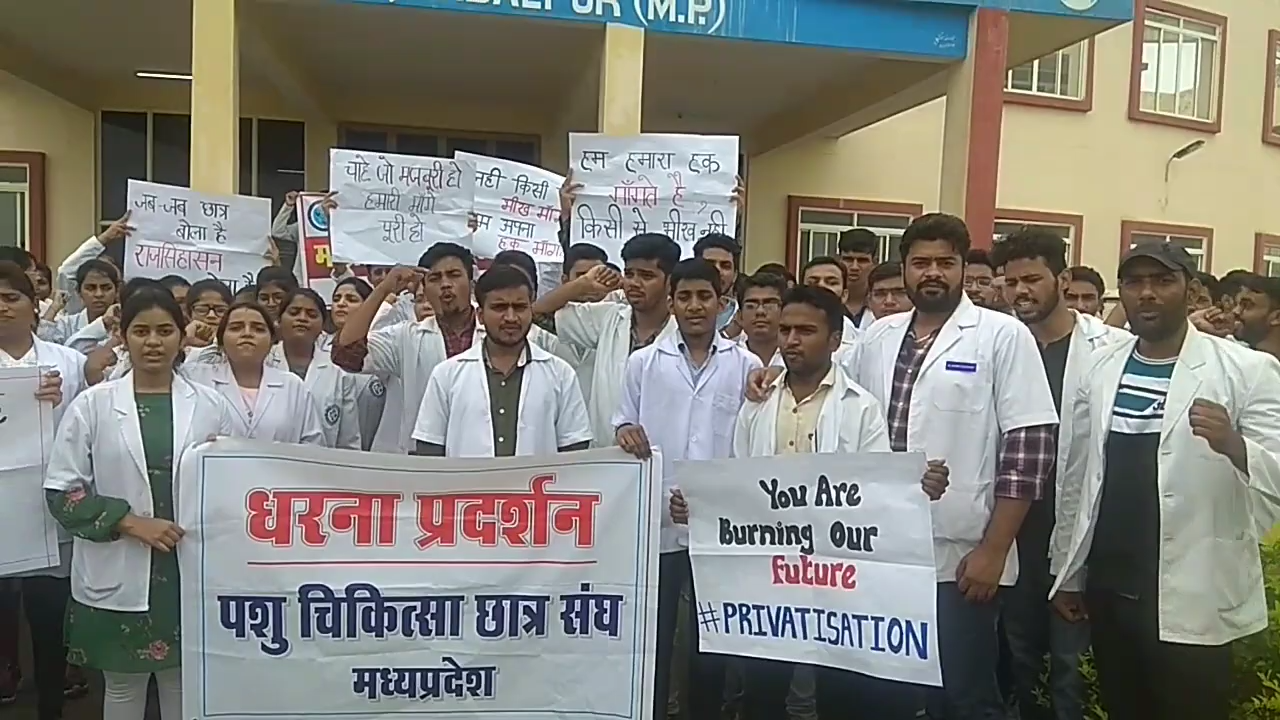 JABALPUR (M.P.)
जब-जब छात्र
बोला है
राजसिंहासन
चाहे जो मजबूरी हो
हमारी मांगे
पूरी हो
नही किसी
भीख
हम अपना
हक
हम हमारा हक
माँगते है
किसी से भीख नही
धरना प्रदर्शन
पशु चिकित्सा छात्र संघ
मध्यप्रदेश
You Are
Burning Our
Future
#PRIVATISATION